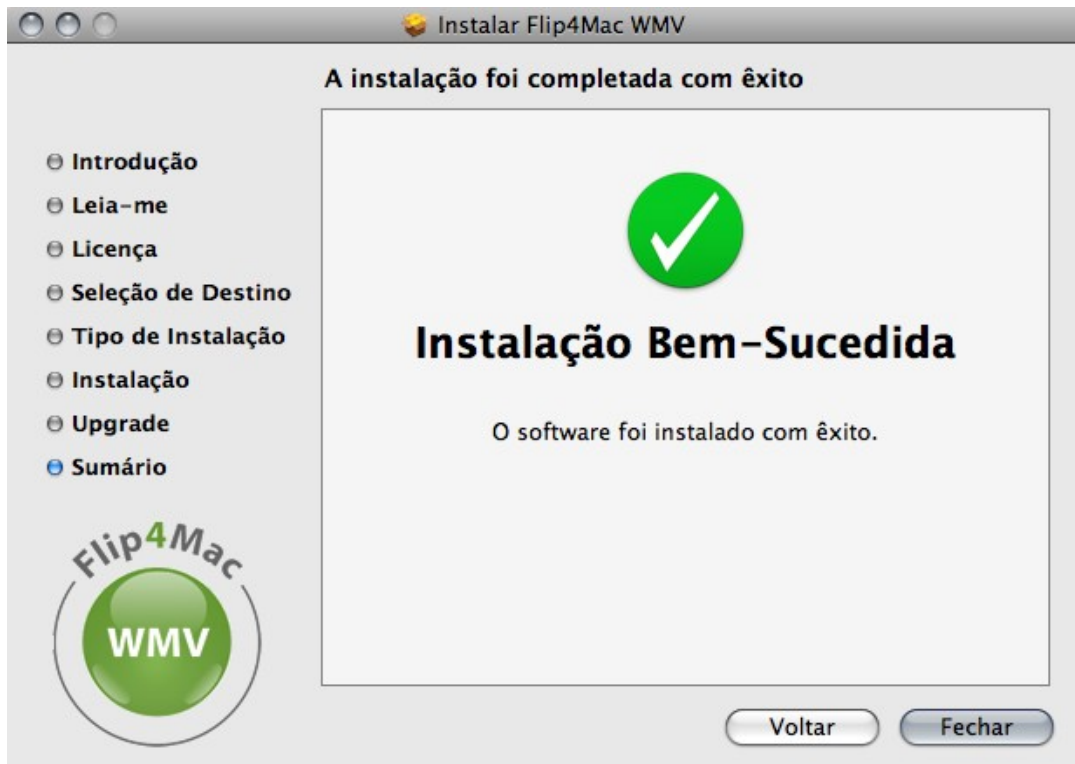 Instalar Flip4Mac WMV
A instalação foi completada com êxito
Introdução
Leia-me
Licença
Seleção de Destino
Tipo de Instalação
Instalação
Upgrade
Sumário
Instalação Bem-Sucedida
O software foi instalado com êxito.
Flip4Mac
WMV
Voltar
Fechar